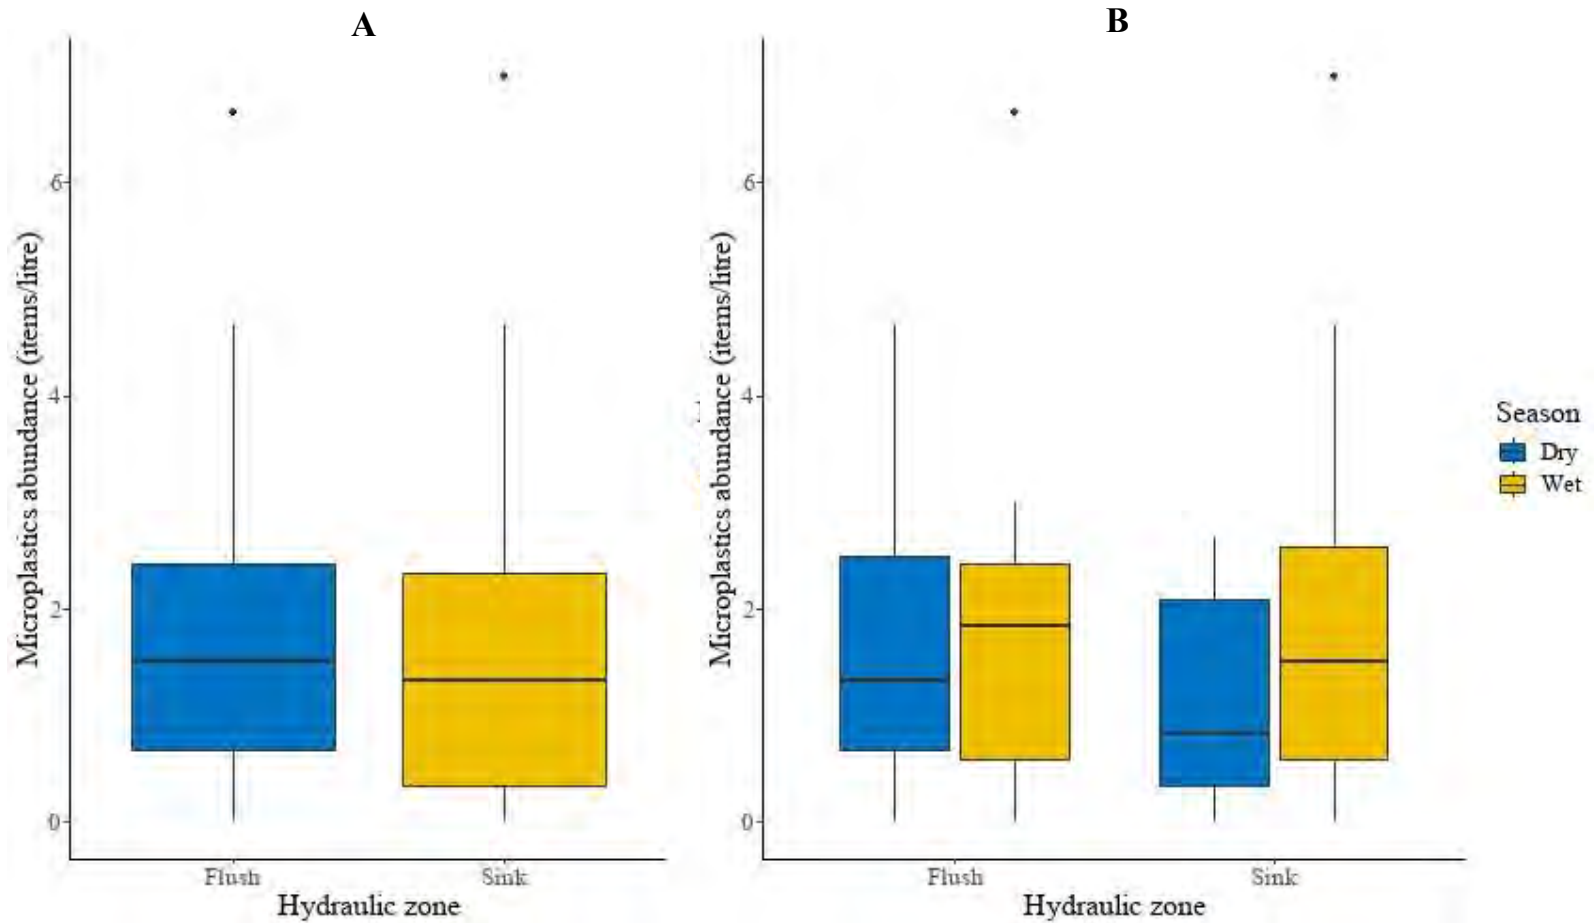 A
Microplastics abundance (items/litre)
6
4
2
0
Flush
Sink
Hydraulic zone
B
Microplastics abundance (items/litre)
6
4
2
0
Flush
Sink
Hydraulic zone
Season
Dry
Wet